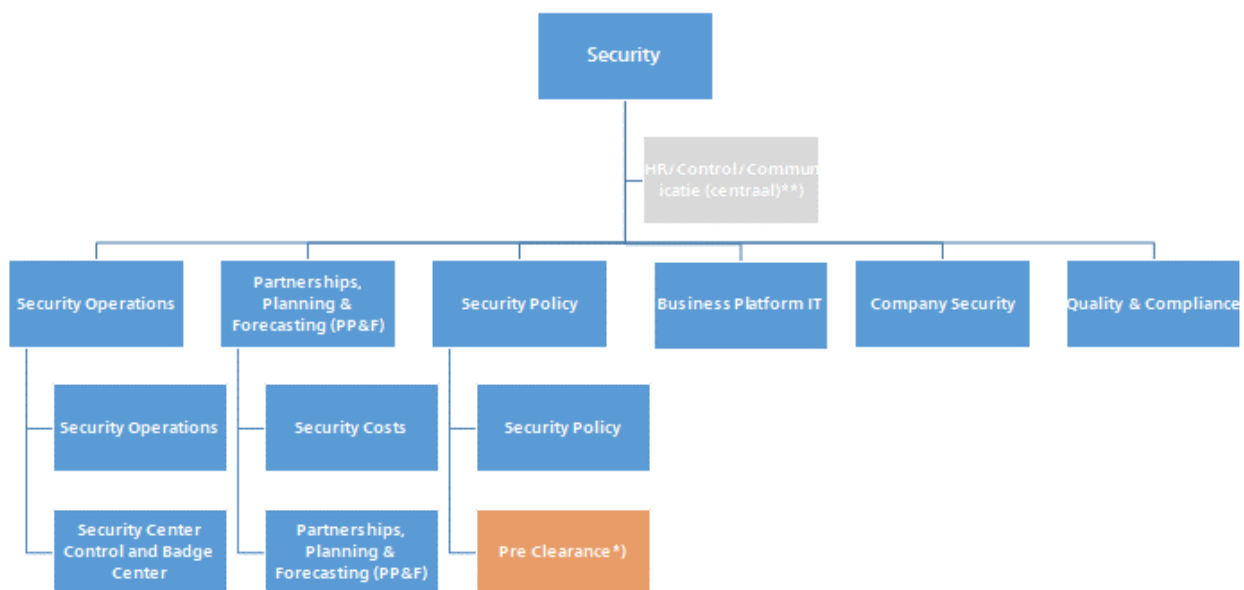 Security
HR/Control/Commun
icatie (centraal)**)
Security Operations
Partnerships,
Planning &
Forecasting (PP&F)
Security Policy
Business Platform IT
Company Security
Quality & Compliance
Security Operations
Security Costs
Security Policy
Security Center
Control and Badge
Center
Partnerships,
Planning &
Forecasting (PP&F)
Pre Clearance*)